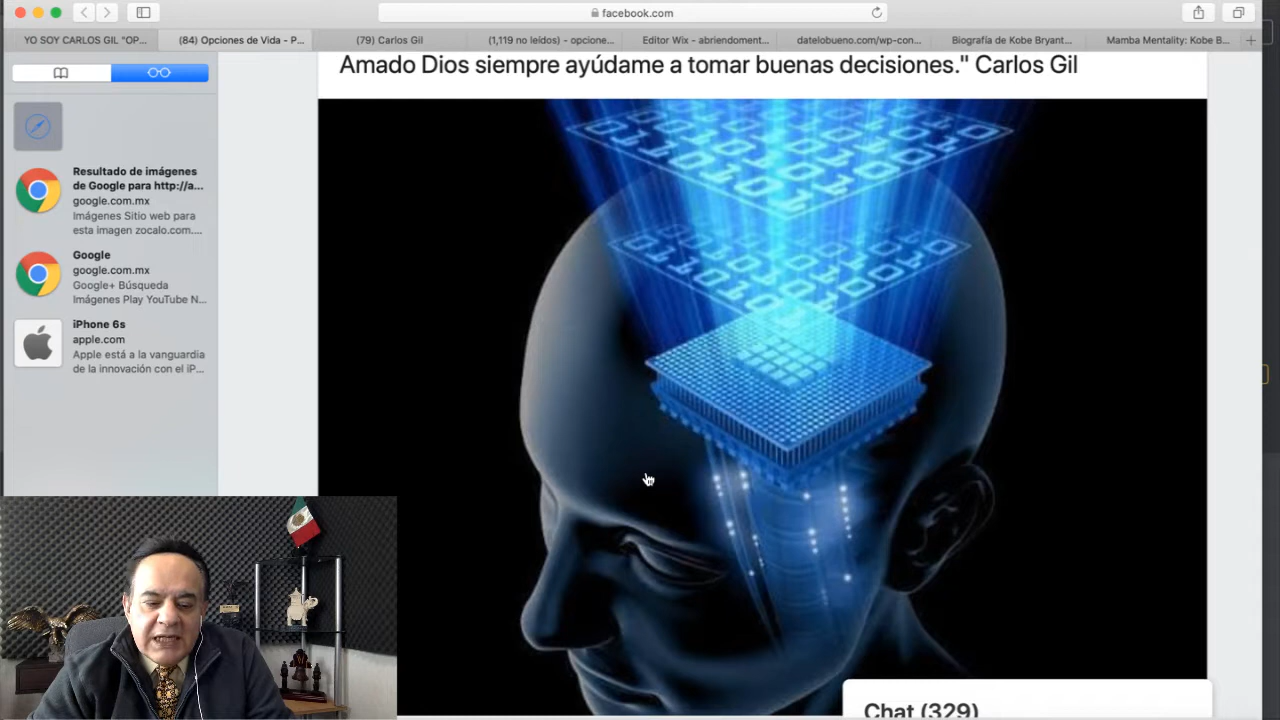 facebook.com
YO SOY CARLOS GIL "OP...
(84) Opciones de Vida - P...
(79) Carlos Gil
(1,119 no leídos) - opcione...
Editor Wix - abriendoment...
datelobueno.com/wp-con...
Biografía de Kobe Bryant...
Mamba Mentality: Kobe B...
Amado Dios siempre ayúdame a tomar buenas decisiones." Carlos Gil
Resultado de imágenes
de Google para http://a...
google.com.mx
Imágenes Sitio web para
esta imagen zocalo.com....
Google
google.com.mx
Google+ Búsqueda
Imágenes Play YouTube N...
iPhone 6s
apple.com
Apple está a la vanguardia
de la innovación con el iP...
Chat (329)